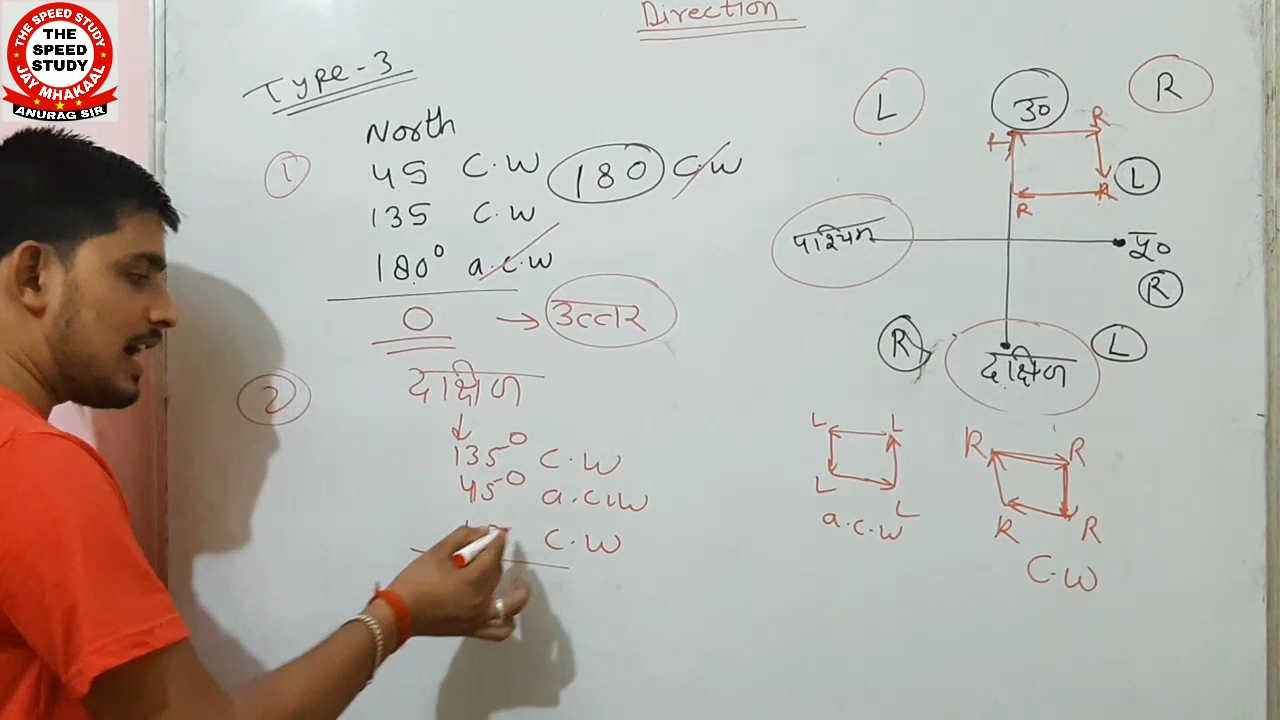 THE SPEED STUDY
THE
SPEED
STUDY
JAY MHAKAAL
ANURAG SIR
Direction
Type-3
North
① 45 C.W 180 C.W
135 C.W
180° a.c.w
0 → उत्तर
② दक्षिण
135° C.W
45° a.c.w
C.W
L उ० R
R
L
R
R
पश्चिम
पू०
R
R दक्षिण L
L L
L L
a.c.w
R R
R R
C.W